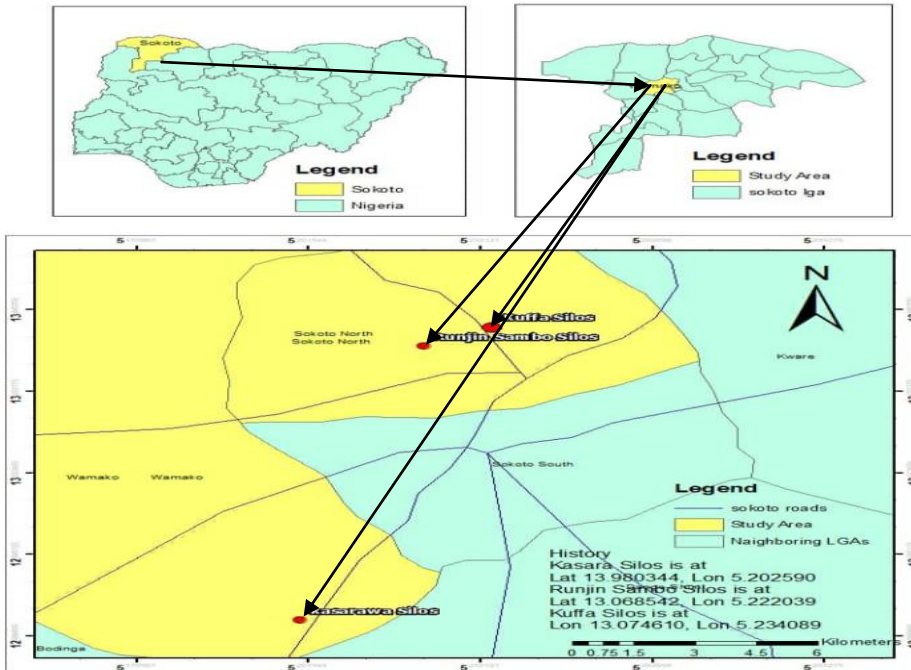 Sokoto
Legend
Sokoto
Nigeria
Legend
Study Area
sokoto lga
N
Kuffa Silos
Sokoto North
Sokoto North
Runjin Sambo Silos
Kware
Sokoto South
Wamako Wamako
Legend
sokoto roads
Study Area
Naighboring LGAs
History
Kasara Silos is at
Lat 13.980344, Lon 5.202590
Runjin Sambo Silos is at
Lat 13.068542, Lon 5.222039
Kuffa Silos is at
Lon 13.074610, Lon 5.234089
Kasarawa Silos
Bodinga
Kilometers
0 0.75 1.5 3 4.5 6